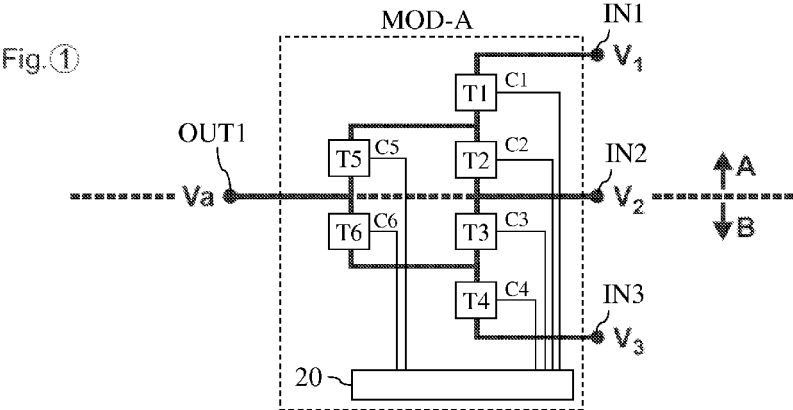 MOD-A
IN1
Fig.①
V1
T1
C1
OUT1
T5
C5
T2
C2
IN2
A
Va
V2
B
T6
C6
T3
C3
T4
C4
IN3
V3
20